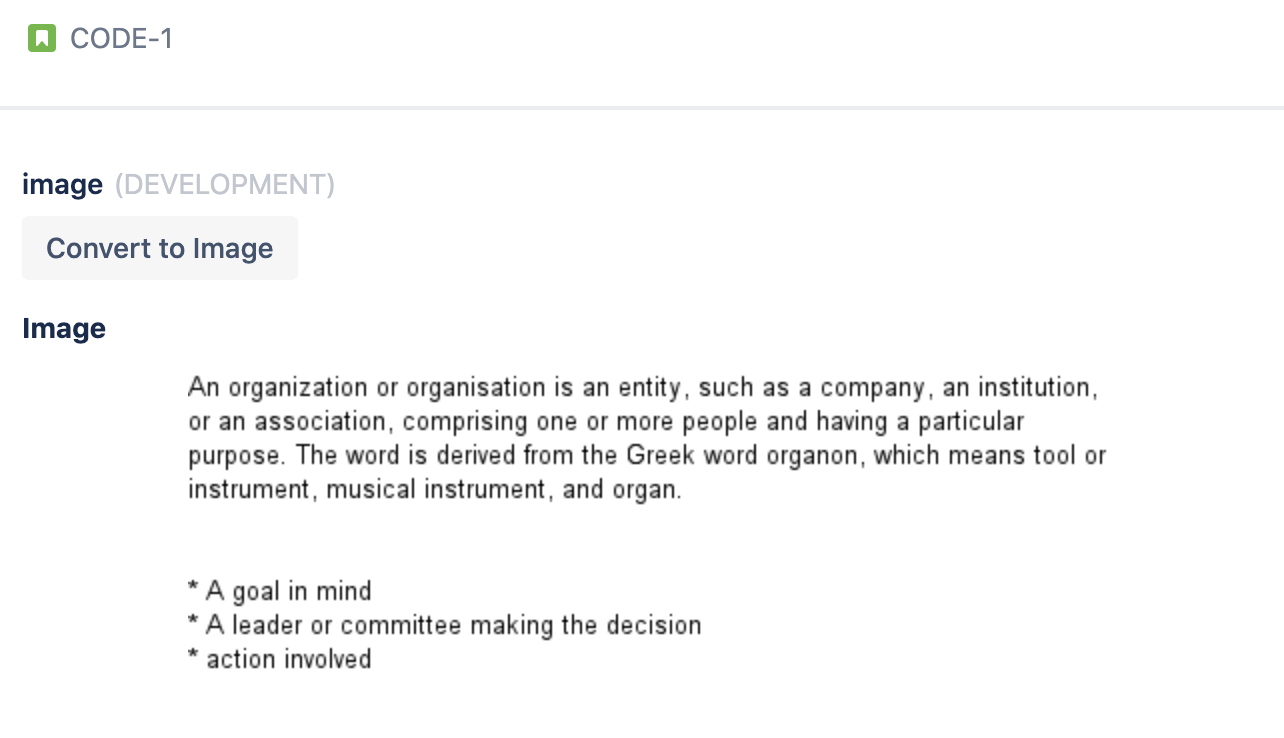 CODE-1
image (DEVELOPMENT)
Convert to Image
Image
An organization or organisation is an entity, such as a company, an institution,
or an association, comprising one or more people and having a particular
purpose. The word is derived from the Greek word organon, which means tool or
instrument, musical instrument, and organ.
* A goal in mind
* A leader or committee making the decision
* action involved